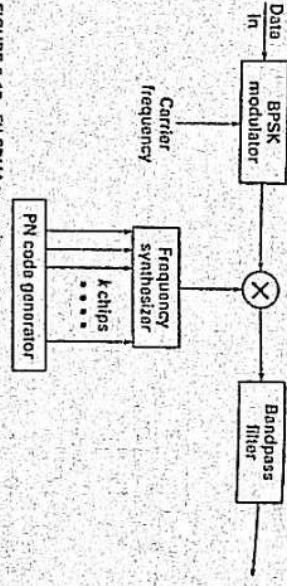 Data
in
BPSK
modulator
Carrier
frequency
Bandpass
filter
Frequency
synthesizer
k chips
PN code generator